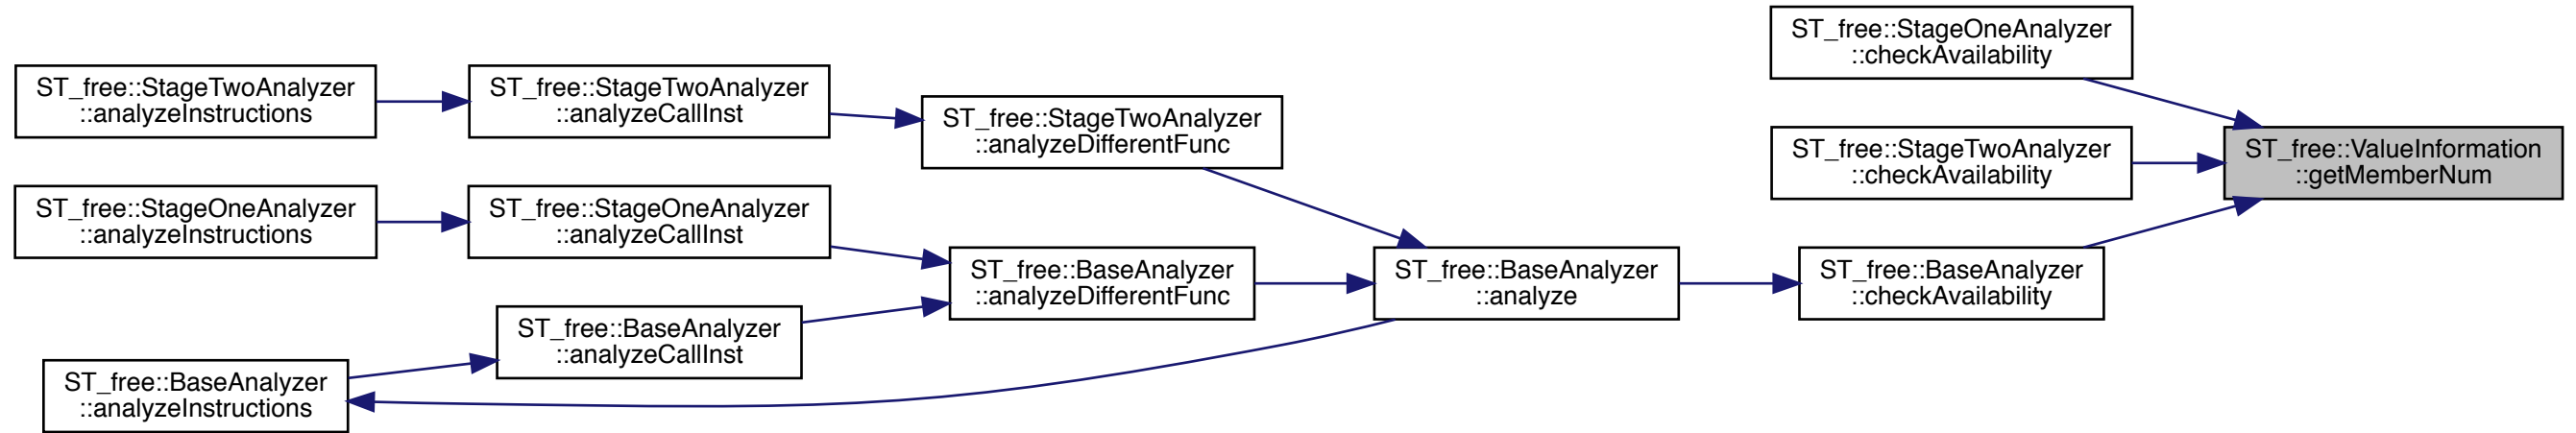 ST_free::StageOneAnalyzer
::checkAvailability
ST_free::StageTwoAnalyzer
::analyzeInstructions
ST_free::StageTwoAnalyzer
::analyzeCallInst
ST_free::StageTwoAnalyzer
::analyzeDifferentFunc
ST_free::StageTwoAnalyzer
::checkAvailability
ST_free::ValueInformation
::getMemberNum
ST_free::StageOneAnalyzer
::analyzeInstructions
ST_free::StageOneAnalyzer
::analyzeCallInst
ST_free::BaseAnalyzer
::analyzeDifferentFunc
ST_free::BaseAnalyzer
::analyze
ST_free::BaseAnalyzer
::checkAvailability
ST_free::BaseAnalyzer
::analyzeCallInst
ST_free::BaseAnalyzer
::analyzeInstructions